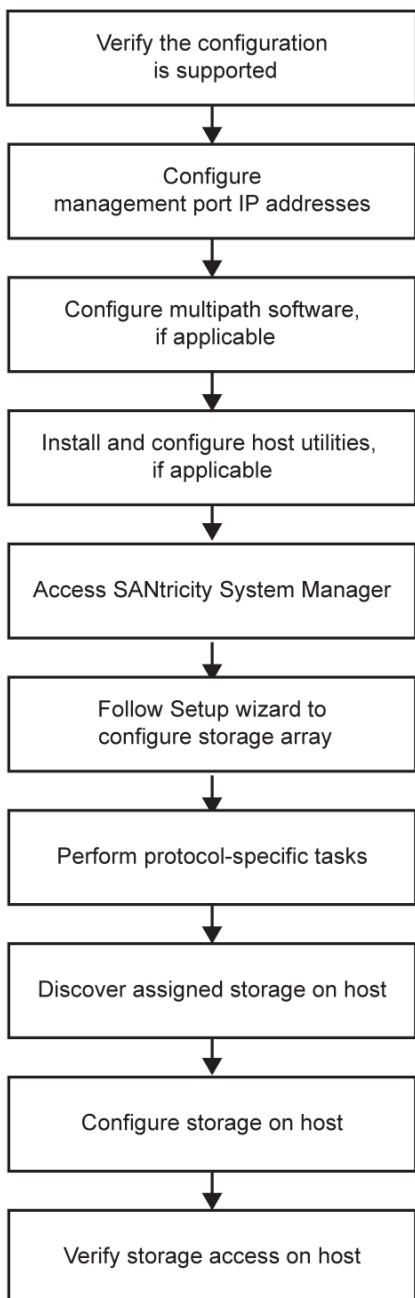 Verify the configuration
is supported
Configure
management port IP addresses
Configure multipath software,
if applicable
Install and configure host utilities,
if applicable
Access SANtricity System Manager
Follow Setup wizard to
configure storage array
Perform protocol-specific tasks
Discover assigned storage on host
Configure storage on host
Verify storage access on host